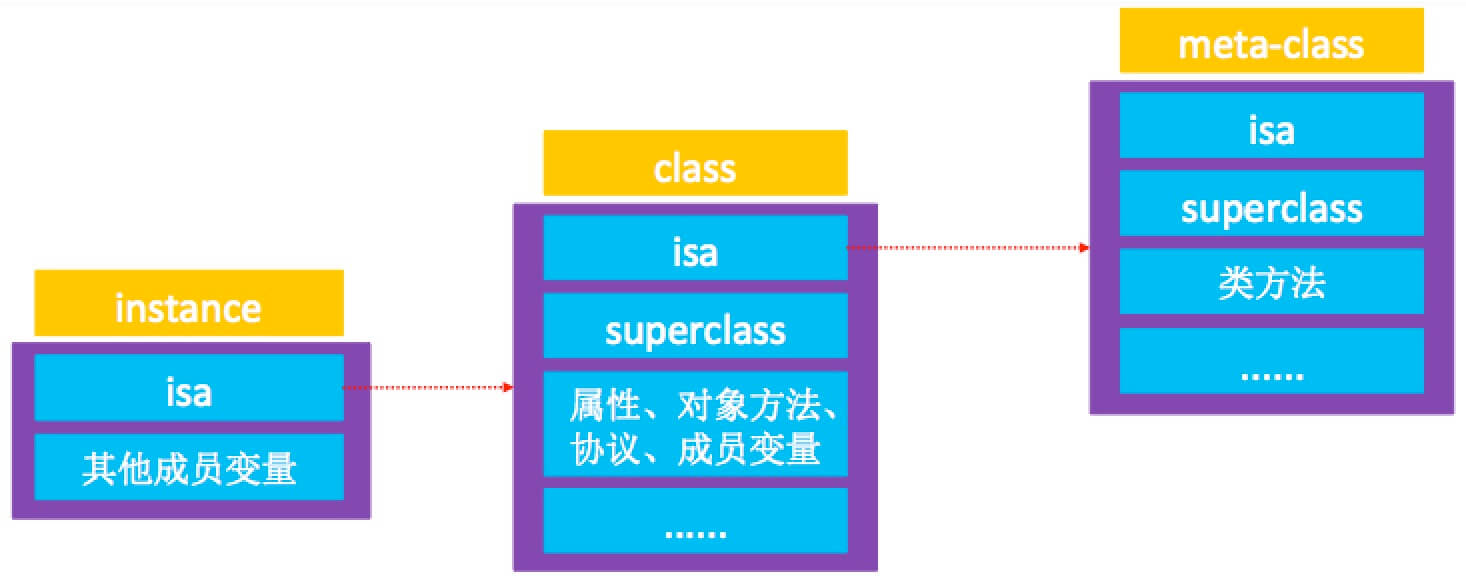 instance
isa
其他成员变量
class
isa
superclass
属性、对象方法、
协议、成员变量
......
meta-class
isa
superclass
类方法
......